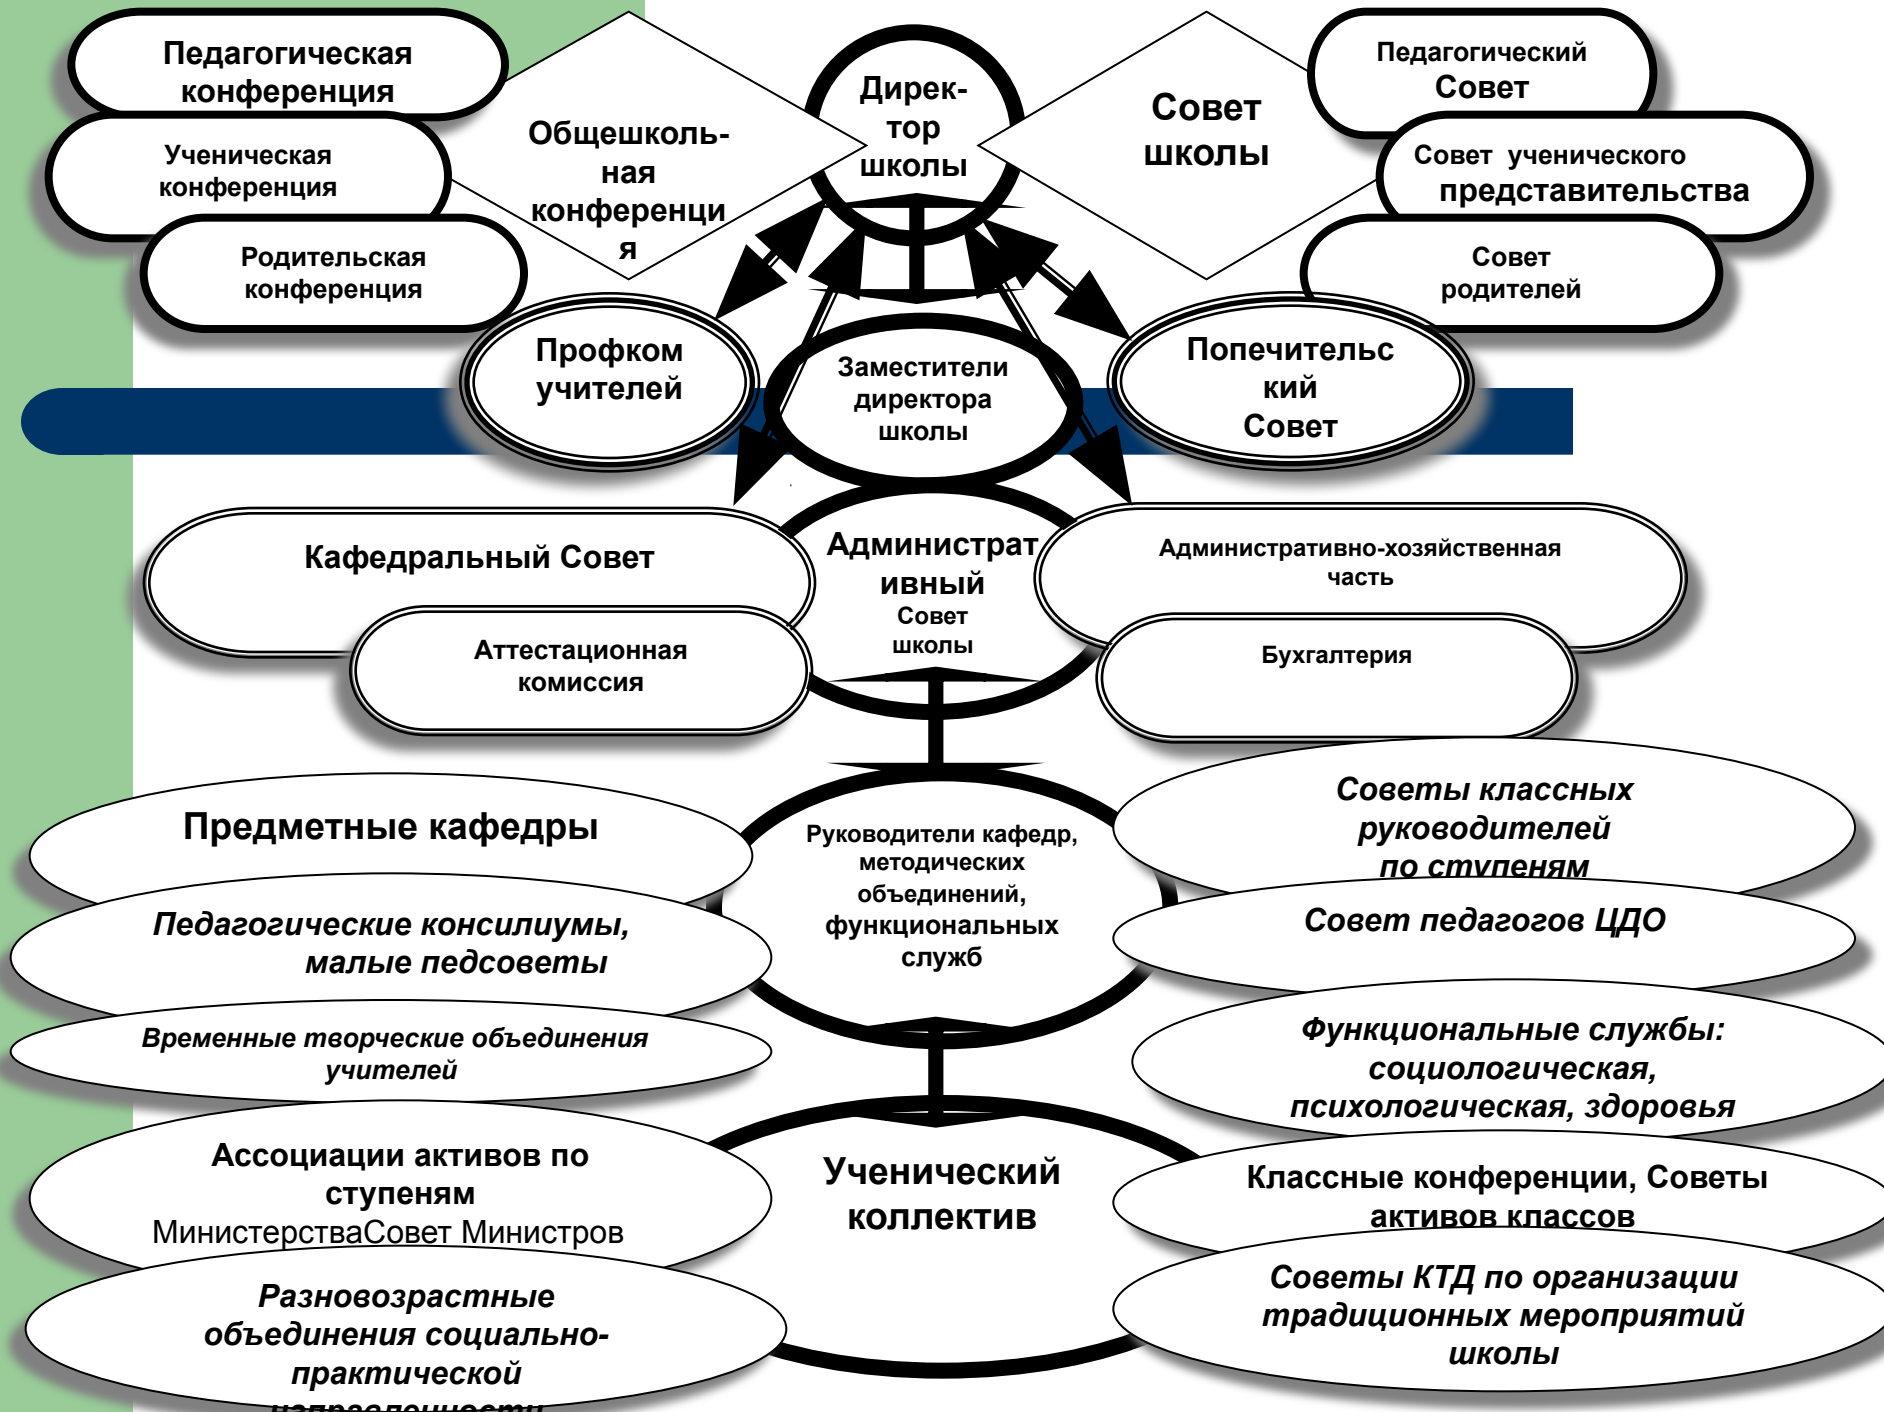 Педагогическая
конференция
Ученическая
конференция
Родительская
конференция
Общешколь-
ная
конференци
я
Дирек-
тор
школы
Совет
школы
Педагогический
Совет
Совет ученического
представительства
Совет
родителей
Профком
учителей
Заместители
директора
школы
Попечительс
кий
Совет
Кафедральный Совет
Аттестационная
комиссия
Администрат
ивный
Совет
школы
Административно-хозяйственная
часть
Бухгалтерия
Предметные кафедры
Педагогические консилиумы,
малые педсоветы
Временные творческие объединения
учителей
Руководители кафедр,
методических
объединений,
функциональных
служб
Советы классных
руководителей
по ступеням
Совет педагогов ЦДО
Функциональные службы:
социологическая,
психологическая, здоровья
Ассоциации активов по
ступеням
МинистерстваСовет Министров
Разновозрастные
объединения социально-
практической
направленности
Ученический
коллектив
Классные конференции, Советы
активов классов
Советы КТД по организации
традиционных мероприятий
школы